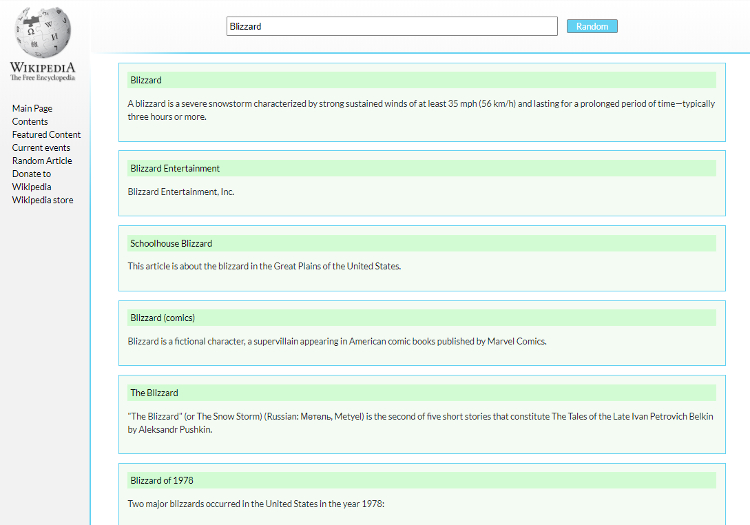 WIKIPEDIA
The Free Encyclopedia
Main Page
Contents
Featured Content
Current events
Random Article
Donate to
Wikipedia
Wikipedia store
Blizzard
Random
Blizzard
A blizzard is a severe snowstorm characterized by strong sustained winds of at least 35 mph (56 km/h) and lasting for a prolonged period of time—typically
three hours or more.
Blizzard Entertainment
Blizzard Entertainment, Inc.
Schoolhouse Blizzard
This article is about the blizzard in the Great Plains of the United States.
Blizzard (comics)
Blizzard is a fictional character, a supervillain appearing in American comic books published by Marvel Comics.
The Blizzard
"The Blizzard" (or The Snow Storm) (Russian: Метель, Metyel) is the second of five short stories that constitute The Tales of the Late Ivan Petrovich Belkin
by Aleksandr Pushkin.
Blizzard of 1978
Two major blizzards occurred in the United States in the year 1978: